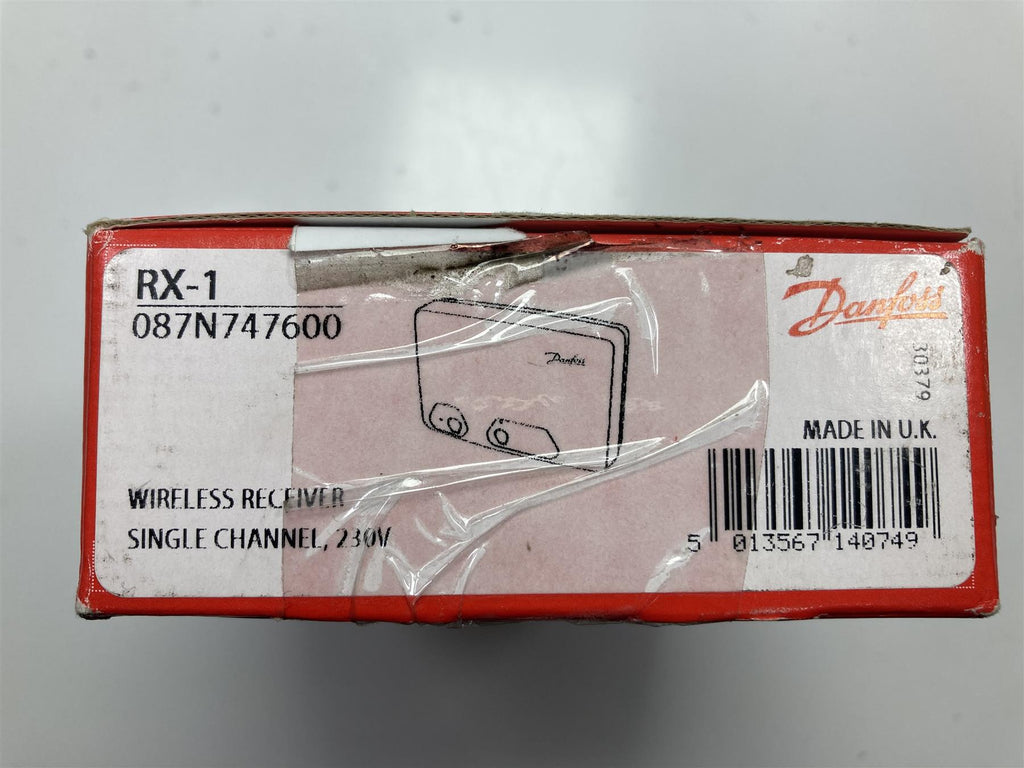 RX-1
087N747600
Danfoss
Danfoss
30379
MADE IN U.K.
WIRELESS RECEIVER
SINGLE CHANNEL, 230V
5 013567 140749